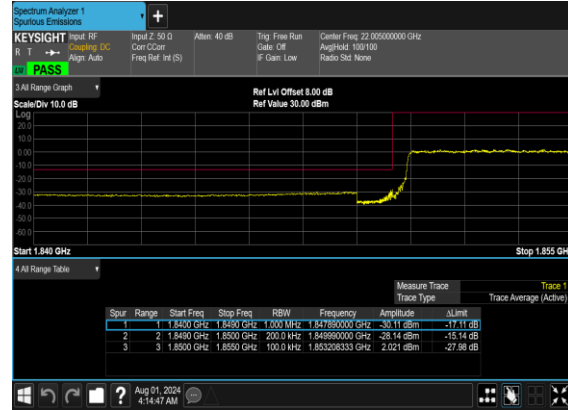 Spectrum Analyzer 1
Spurious Emissions
+
KEYSIGHT Input: RF Input Z: 50 Ω Atten: 40 dB Trig: Free Run Center Freq: 22.005000000 GHz
R T Coupling: DC Corr CCorr Gate: Off Avg|Hold: 100/100
Align: Auto Freq Ref: Int (S) IF Gain: Low Radio Std: None
PASS
3 All Range Graph
Ref Lvl Offset 8.00 dB
Scale/Div 10.0 dB Ref Value 30.00 dBm
Log
20.0
10.0
0.00
-10.0
-20.0
-30.0
-40.0
-50.0
-60.0
Start 1.840 GHz Stop 1.855 GH
4 All Range Table
Measure Trace Trace 1
Trace Type Trace Average (Active)
Spur Range Start Freq Stop Freq RBW Frequency Amplitude ΔLimit
1 1 1.8400 GHz 1.8490 GHz 1.000 MHz 1.847890000 GHz -30.11 dBm -17.11 dB
2 2 1.8490 GHz 1.8500 GHz 200.0 kHz 1.849990000 GHz -28.14 dBm -15.14 dB
3 3 1.8500 GHz 1.8550 GHz 100.0 kHz 1.853208333 GHz 2.021 dBm -27.98 dB
? Aug 01, 2024
4:14:47 AM